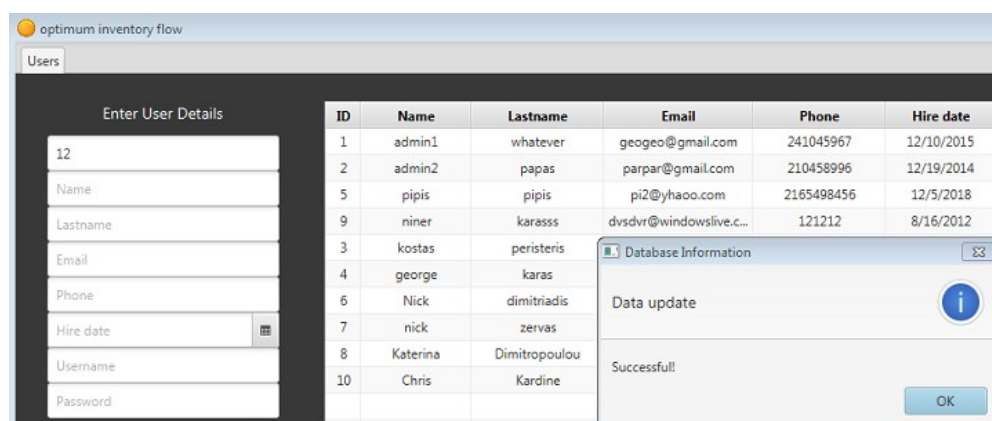 optimum inventory flow
Users
Enter User Details
12
Name
Lastname
Email
Phone
Hire date
Username
Password
ID Name Lastname Email Phone Hire date
1 admin1 whatever geogeo@gmail.com 241045967 12/10/2015
2 admin2 papas parpar@gmail.com 210458996 12/19/2014
5 pipis pipis pi2@yhaoo.com 2165498456 12/5/2018
9 niner karasss dvsdvr@windowslive.c... 121212 8/16/2012
3 kostas peristeris
4 george karas
6 Nick dimitriadis
7 nick zervas
8 Katerina Dimitropoulou
10 Chris Kardine
Database Information
Data update
Successful!
OK